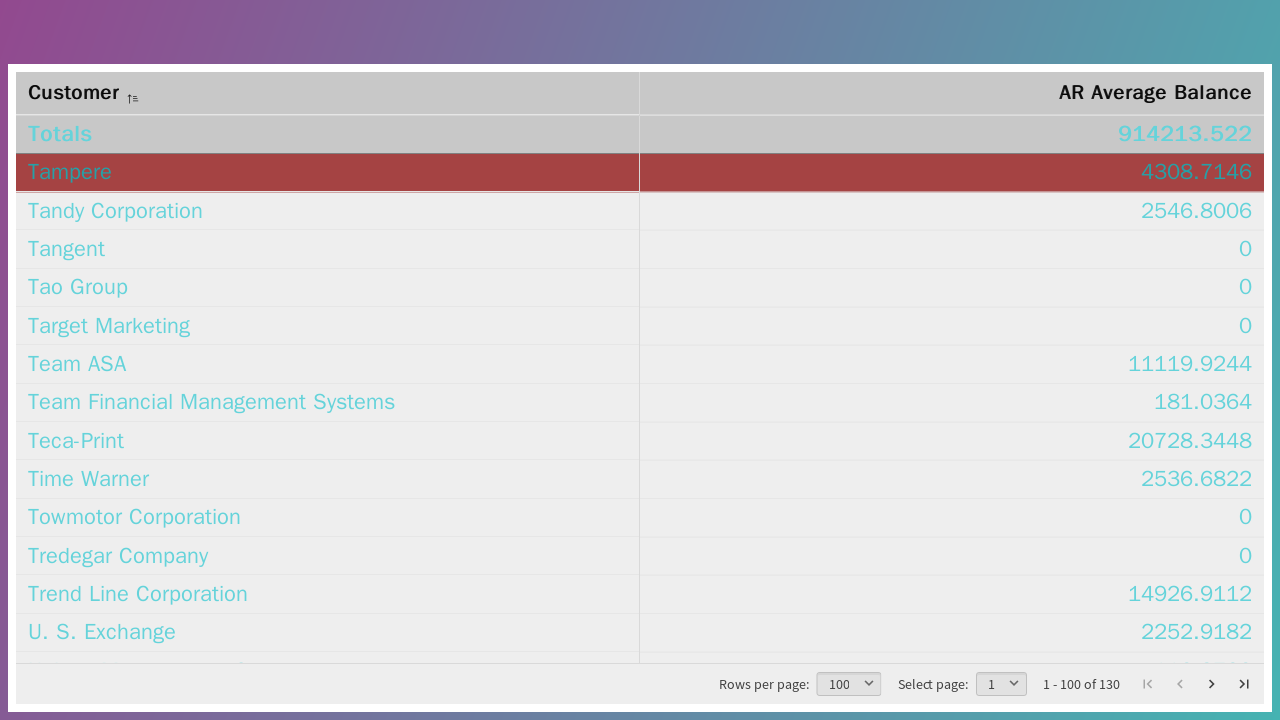 Customer AR Average Balance
Totals 914213.522
Tampere 4308.7146
Tandy Corporation 2546.8006
Tangent 0
Tao Group 0
Target Marketing 0
Team ASA 11119.9244
Team Financial Management Systems 181.0364
Teca-Print 20728.3448
Time Warner 2536.6822
Towmotor Corporation 0
Tredegar Company 0
Trend Line Corporation 14926.9112
U. S. Exchange 2252.9182
Rows per page: 100 Select page: 1 1 - 100 of 130